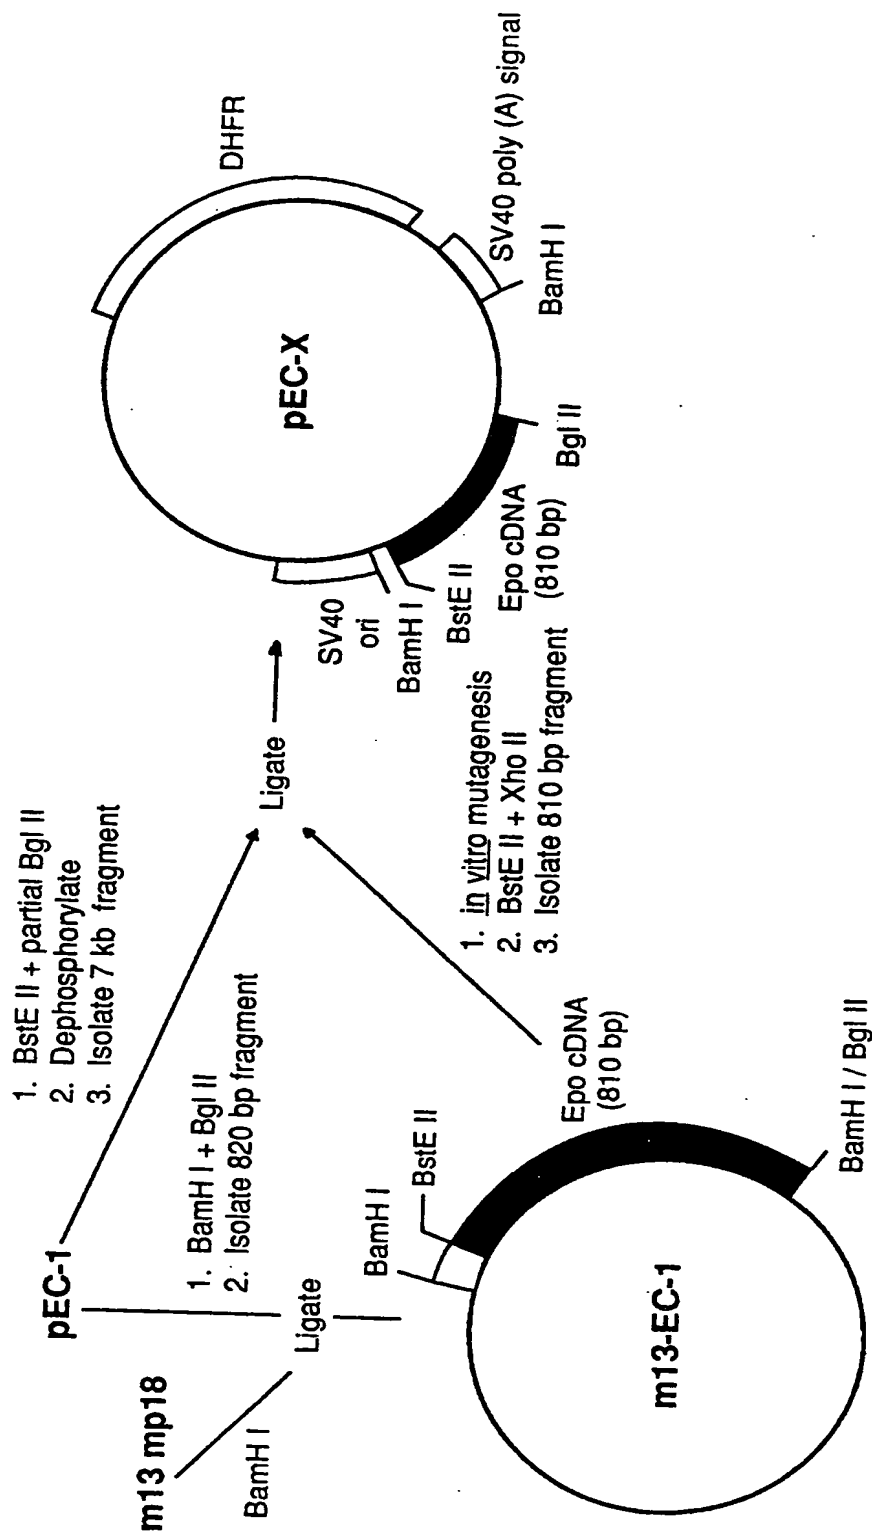 m13 mp18
BamH I
pEC-1
1. BamH I + Bgl II
2. Isolate 820 bp fragment
Ligate
1. BstE II + partial Bgl II
2. Dephosphorylate
3. Isolate 7 kb fragment
Ligate
BamH I
BstE II
Epo cDNA
(810 bp)
m13-EC-1
BamH I / Bgl II
1. in vitro mutagenesis
2. BstE II + Xho II
3. Isolate 810 bp fragment
SV40
ori
BamH I
BstE II
Epo cDNA
(810 bp)
Bgl II
pEC-X
DHFR
SV40 poly (A) signal
BamH I